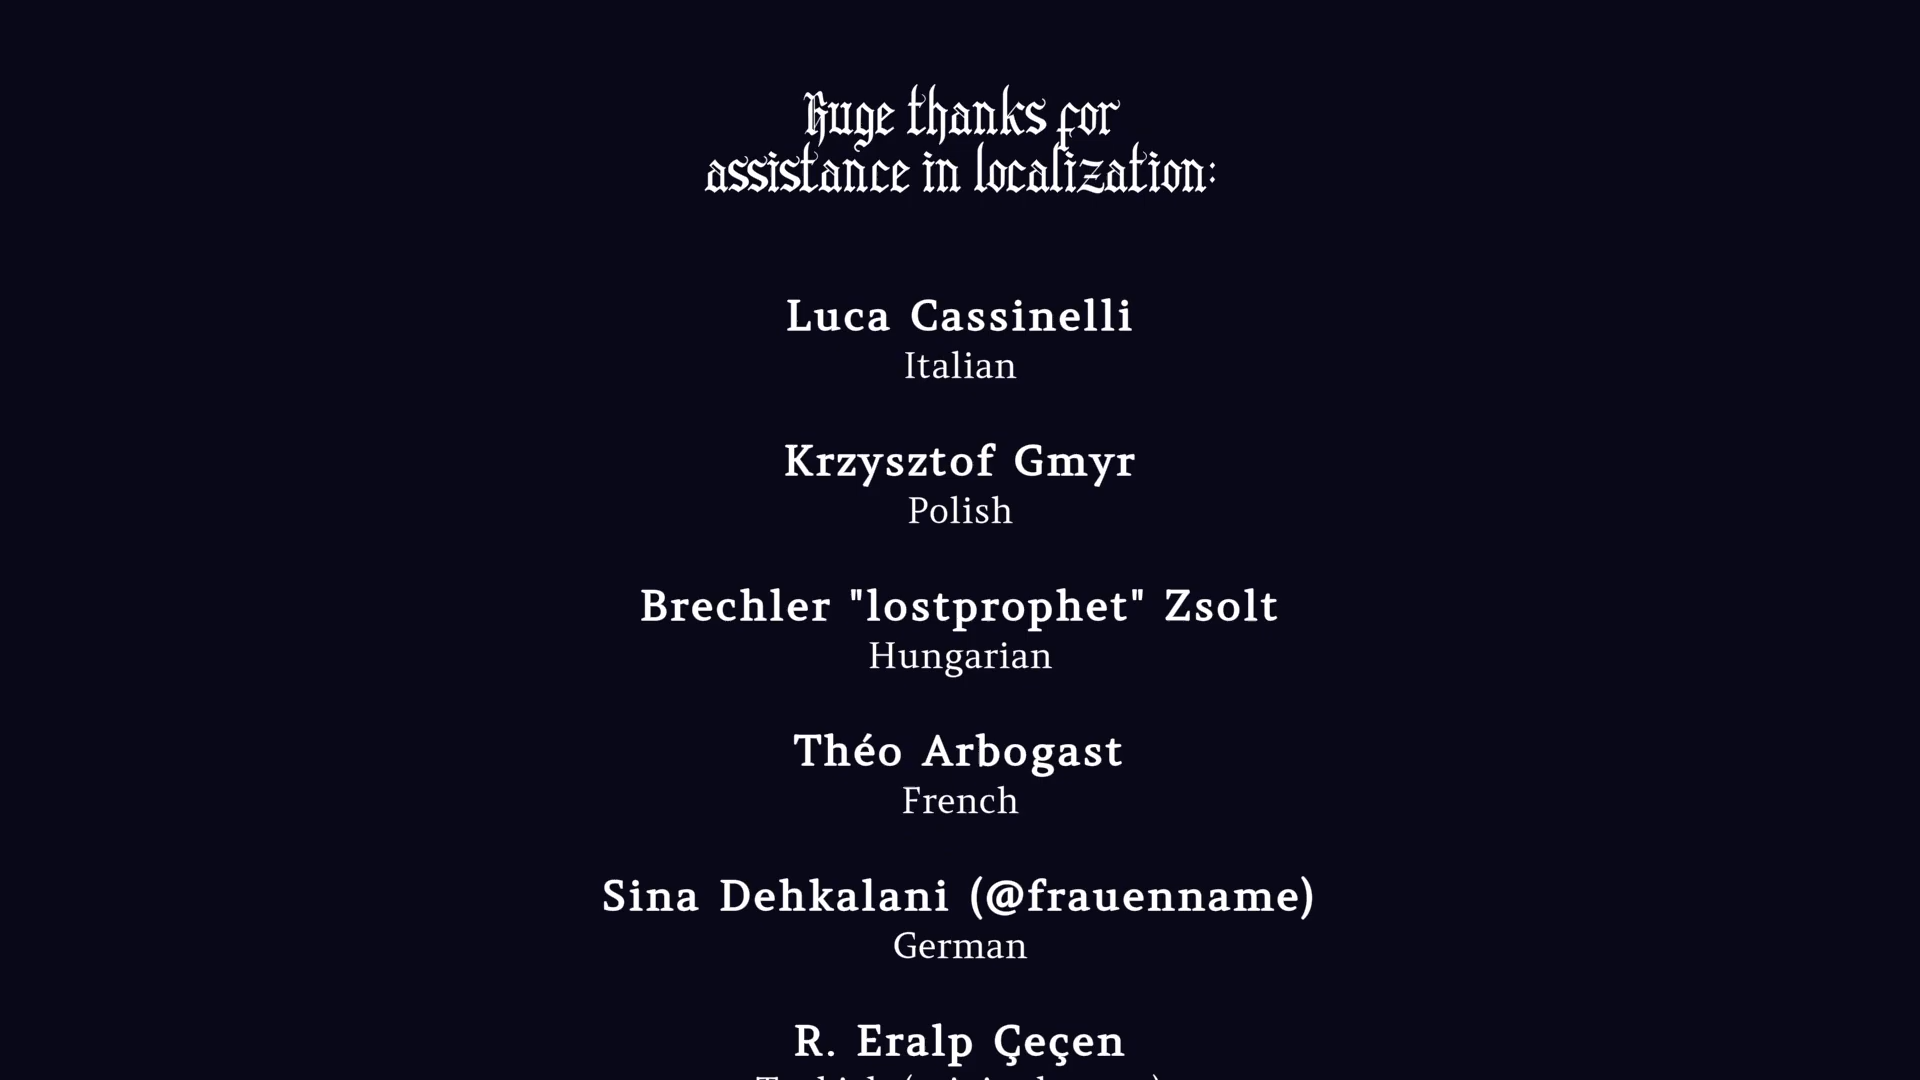 Huge thanks for
assistance in localization:
Luca Cassinelli
Italian
Krzysztof Gmyr
Polish
Brechler "lostprophet" Zsolt
Hungarian
Théo Arbogast
French
Sina Dehkalani (@frauenname)
German
R. Eralp Çeçen